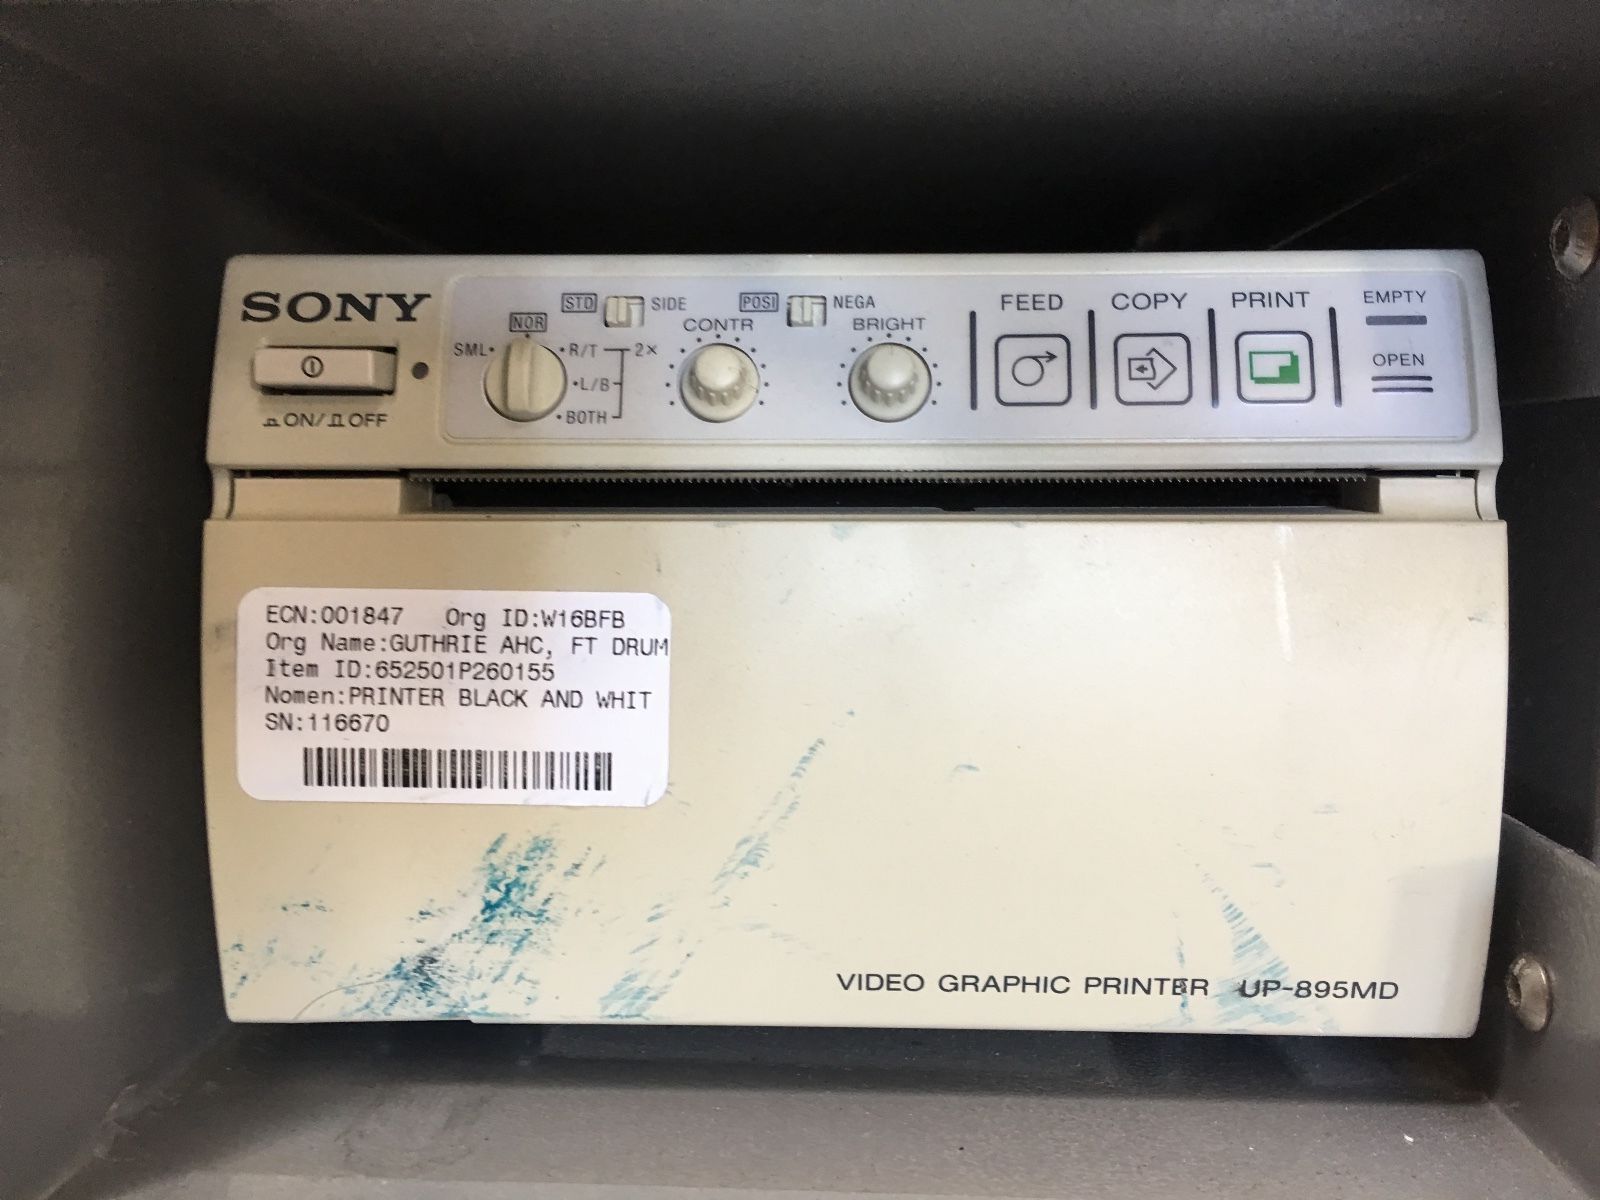 SONY
ON/ OFF
STD SIDE
POSI NEGA
NOR
SML
R/T
L/B
BOTH
2×
CONTR
BRIGHT
FEED
COPY
PRINT
EMPTY
OPEN
ECN:001847 Org ID:W16BFB
Org Name:GUTHRIE AHC, FT DRUM
Item ID:652501P260155
Nomen:PRINTER BLACK AND WHIT
SN:116670
VIDEO GRAPHIC PRINTER UP-895MD